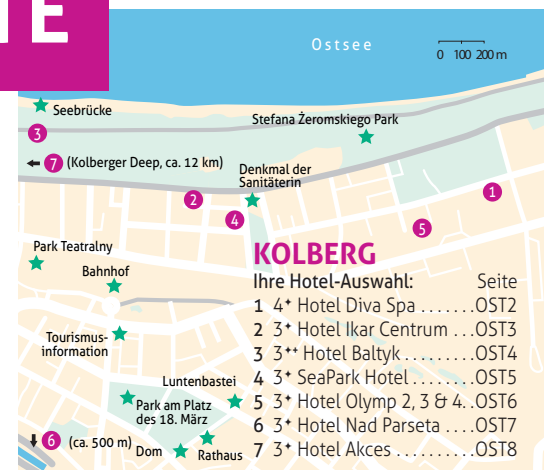 TE
Ostsee
0 100 200 m
Seebrücke
Stefana Żeromskiego Park
3
7 (Kolberger Deep, ca. 12 km)
Denkmal der
Sanitäterin
1
2
4
5
Park Teatralny
Bahnhof
Tourismus-
information
Luntenbastei
Park am Platz
des 18. März
6 (ca. 500 m)
Dom
Rathaus
KOLBERG
Ihre Hotel-Auswahl: Seite
1 4+ Hotel Diva Spa . . . . . . . .OST2
2 3+ Hotel Ikar Centrum . . .OST3
3 3++ Hotel Baltyk . . . . . . . . .OST4
4 3+ SeaPark Hotel . . . . . . . .OST5
5 3+ Hotel Olymp 2, 3 & 4. .OST6
6 3+ Hotel Nad Parseta . . . .OST7
7 3+ Hotel Akces . . . . . . . . . .OST8